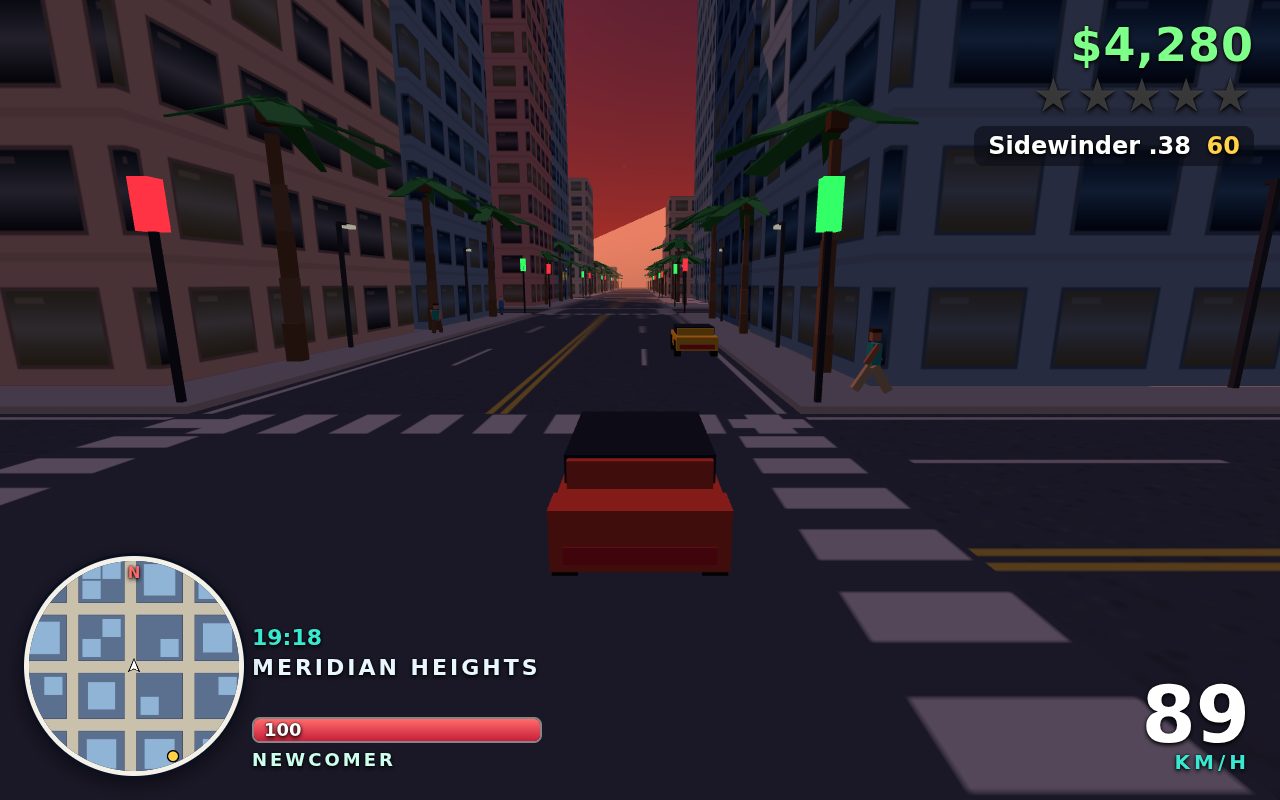 $4,280
Sidewinder .38 60
N
19:18
MERIDIAN HEIGHTS
100
NEWCOMER
89
KM/H